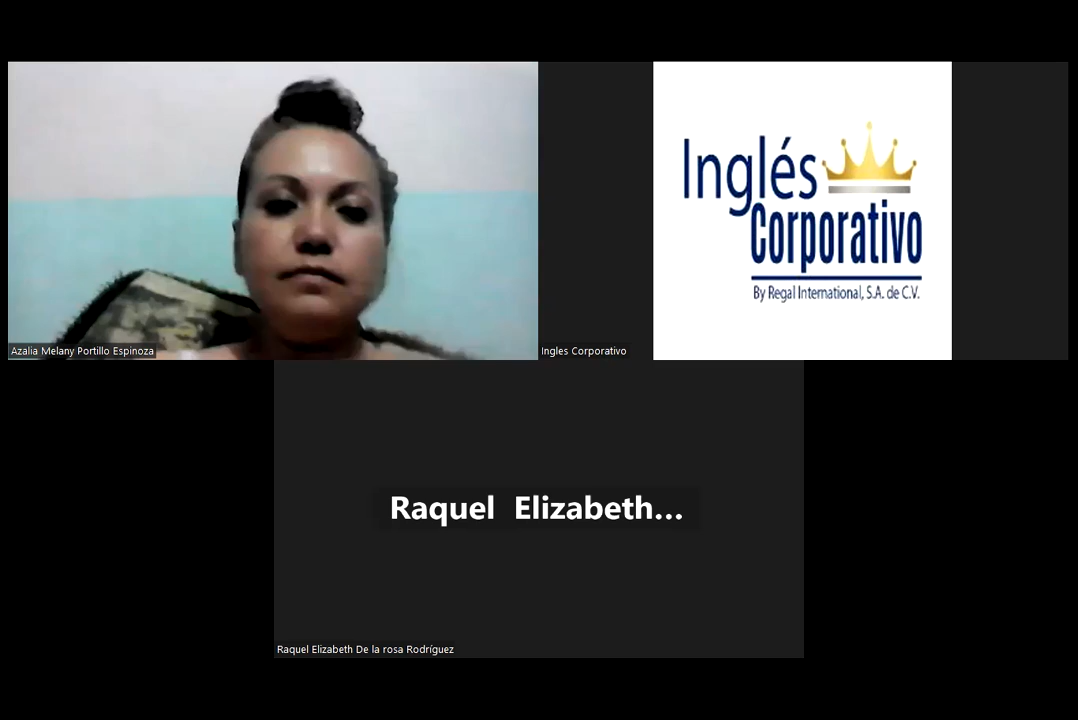 Inglés
Corporativo
By Regal International, S.A. de C.V.
Azalia Melany Portillo Espinoza
Ingles Corporativo
Raquel Elizabeth...
Raquel Elizabeth De la rosa Rodríguez